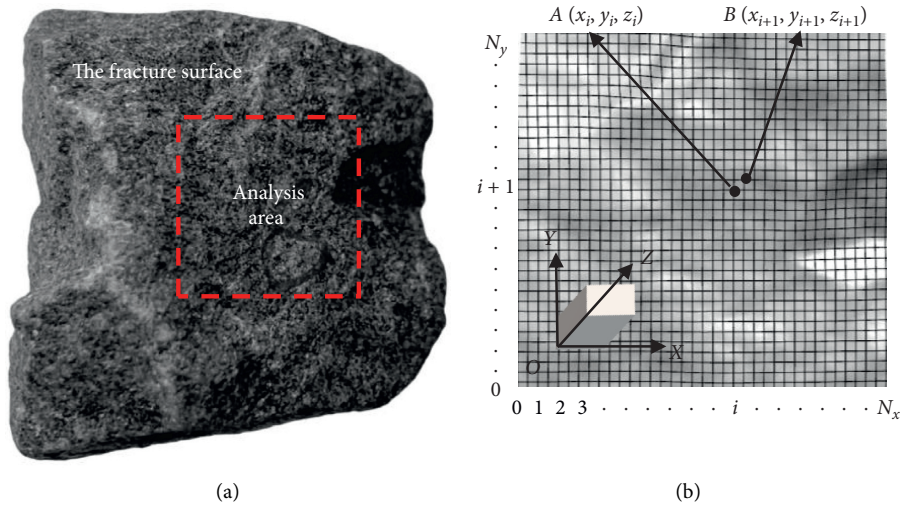 The fracture surface
Analysis
area
(a)
A (xᵢ, yᵢ, zᵢ)
B (xᵢ₊₁, yᵢ₊₁, zᵢ₊₁)
Nᵧ
i + 1
Y
Z
O
X
0
0 1 2 3 · · · · · · i · · · · · · · Nₓ
(b)